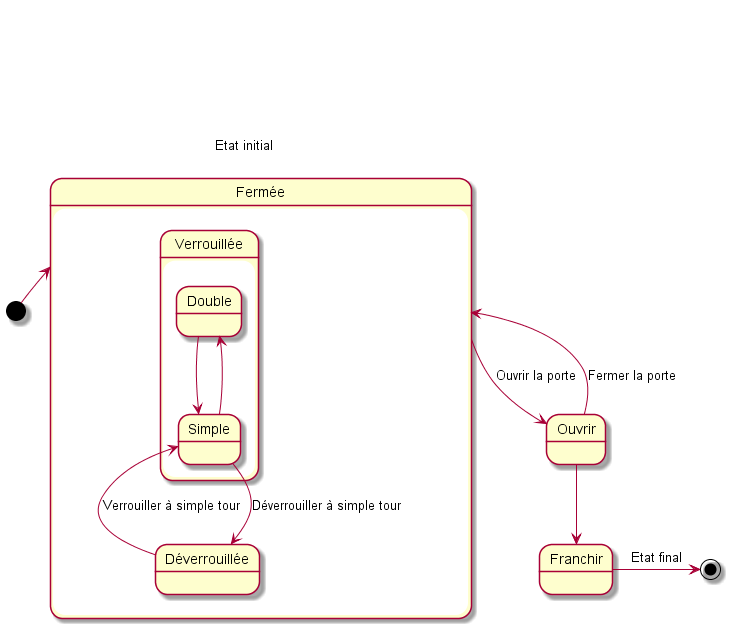 Etat initial
Fermée
Verrouillée
Double
Ouvrir la porte
Fermer la porte
Simple
Ouvrir
Verrouiller à simple tour
Déverrouiller à simple tour
Déverrouillée
Franchir
Etat final